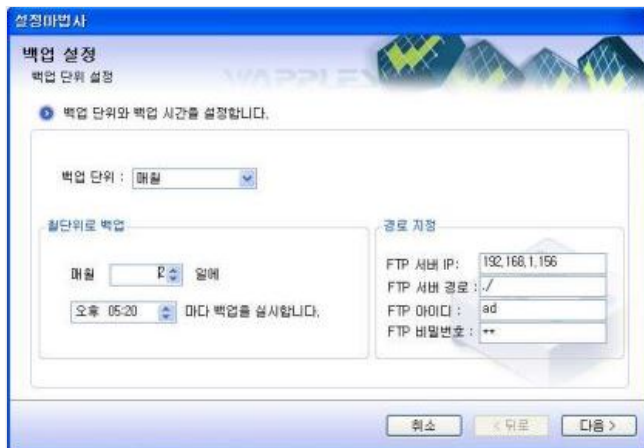 설정마법사
백업 설정
백업 단위 설정
WAPPLES
백업 단위와 백업 시간을 설정합니다.
백업 단위 : 매월
월단위로 백업
매월 2 일에
오후 05:20 마다 백업을 실시합니다.
경로 지정
FTP 서버 IP: 192.168.1.156
FTP 서버 경로 : ./
FTP 아이디 : ad
FTP 비밀번호 : **
취소
< 뒤로
다음 >